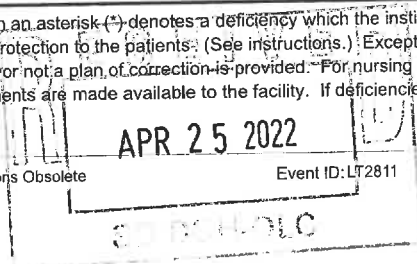 n an asterisk (*) denotes a deficiency which the insti
rotection to the patients. (See instructions.) Except
or not a plan of correction is provided. For nursing
ents are made available to the facility. If deficiencie
APR 25 2022
ns Obsolete Event ID: LT2811